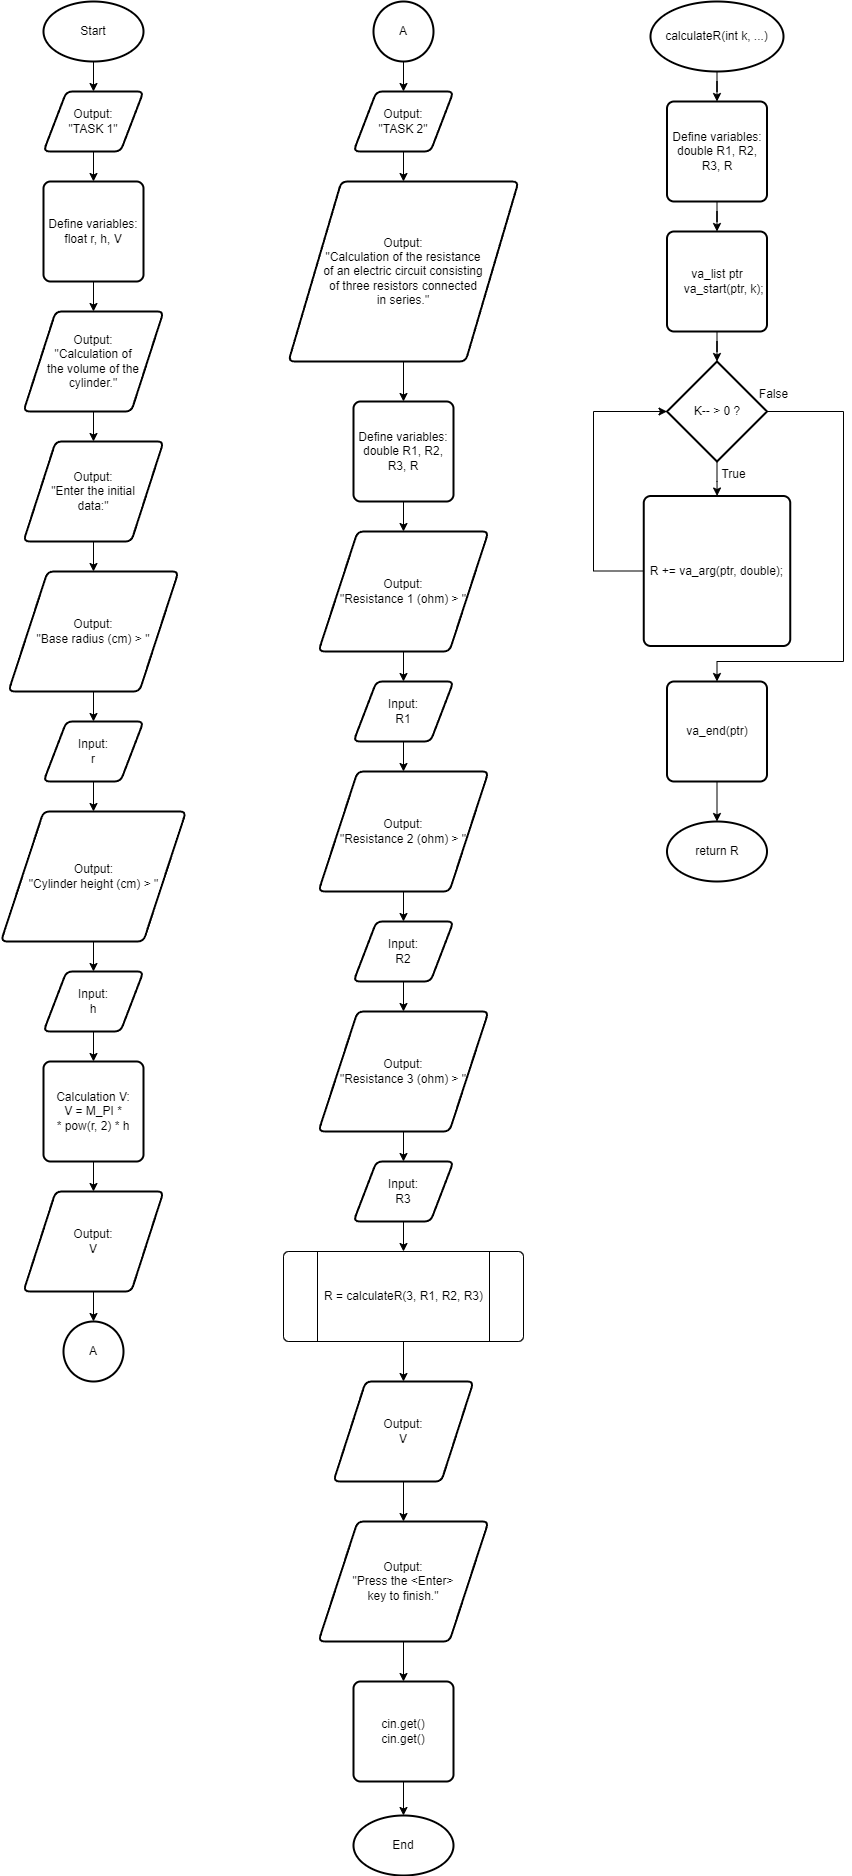 Start
Output:
"TASK 1"
Define variables:
float r, h, V
Output:
"Calculation of
the volume of the
cylinder."
Output:
"Enter the initial
data:"
Output:
"Base radius (cm) > "
Input:
r
Output:
"Cylinder height (cm) > "
Input:
h
Calculation V:
V = M_PI *
* pow(r, 2) * h
Output:
V
A
A
Output:
"TASK 2"
Output:
"Calculation of the resistance
of an electric circuit consisting
of three resistors connected
in series."
Define variables:
double R1, R2,
R3, R
Output:
"Resistance 1 (ohm) > "
Input:
R1
Output:
"Resistance 2 (ohm) > "
Input:
R2
Output:
"Resistance 3 (ohm) > "
Input:
R3
R = calculateR(3, R1, R2, R3)
Output:
V
Output:
"Press the <Enter>
key to finish."
cin.get()
cin.get()
End
calculateR(int k, ...)
Define variables:
double R1, R2,
R3, R
va_list ptr
va_start(ptr, k);
K-- > 0 ?
False
True
R += va_arg(ptr, double);
va_end(ptr)
return R